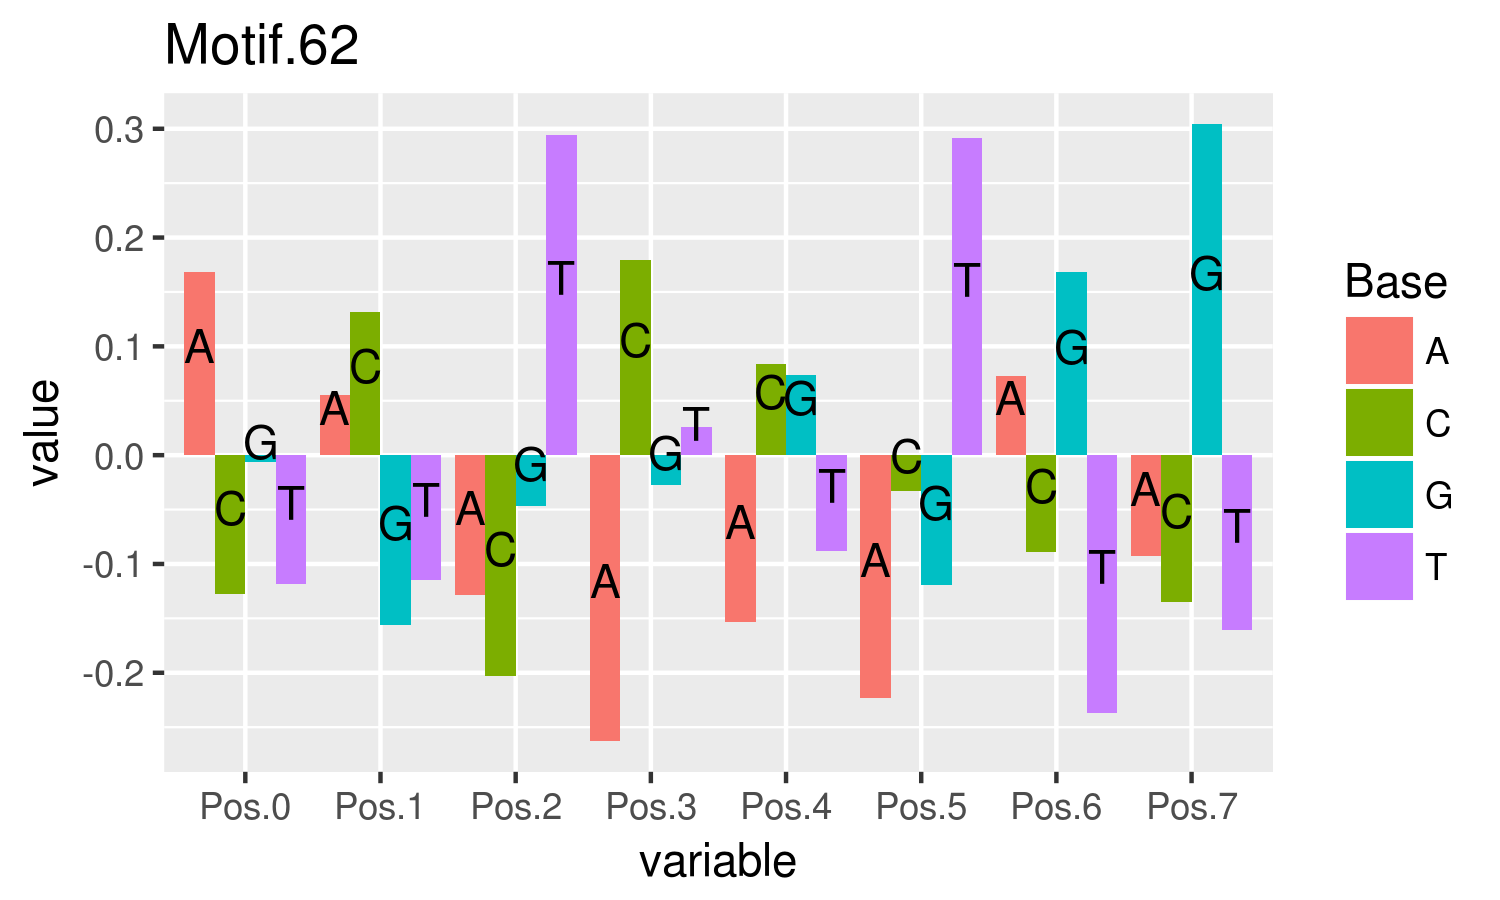 Motif.62
0.3
0.2
0.1
0.0
-0.1
-0.2
value
A C G T
A C G T
A C G T
A C G T
A C G T
A C G T
A C G T
A C G T
Pos.0 Pos.1 Pos.2 Pos.3 Pos.4 Pos.5 Pos.6 Pos.7
variable
Base
A
C
G
T